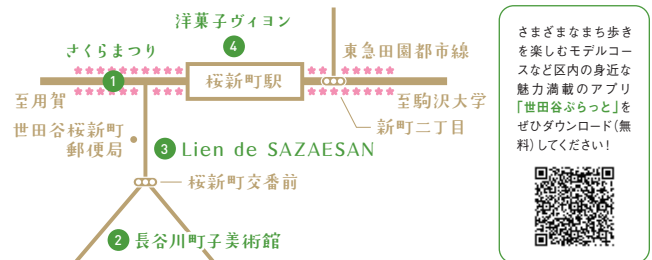 洋菓子ヴィヨン
4
さくらまつり
東急田園都市線
1
桜新町駅
至用賀
至駒沢大学
新町二丁目
世田谷桜新町
郵便局
3 Lien de SAZAESAN
桜新町交番前
2 長谷川町子美術館
さまざまなまち歩き
を楽しむモデルコー
スなど区内の身近な
魅力満載のアプリ
「世田谷ぷらっと」を
ぜひダウンロード（無
料）してください！